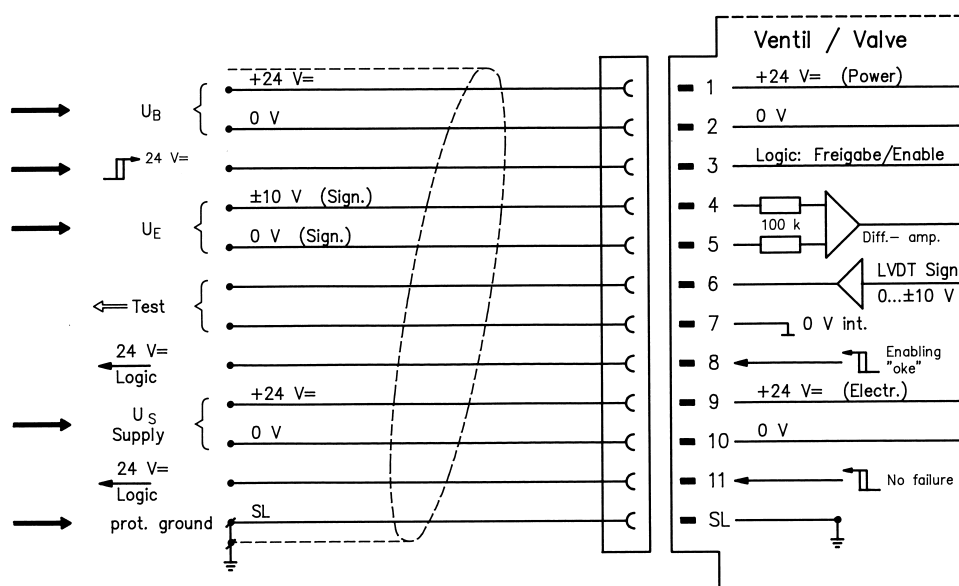 Ventil / Valve
+24 V=
1 +24 V= (Power)
U_B
0 V
2 0 V
24 V=
3 Logic: Freigabe/Enable
±10 V (Sign.)
4
100 k
U_E
0 V (Sign.)
5
Diff.- amp.
6
LVDT Sign
0...±10 V
Test
7 0 V int.
24 V=
Logic
8
Enabling
"oke"
+24 V=
9 +24 V= (Electr.)
U_S
Supply
0 V
10 0 V
24 V=
Logic
11
No failure
prot. ground
SL
SL